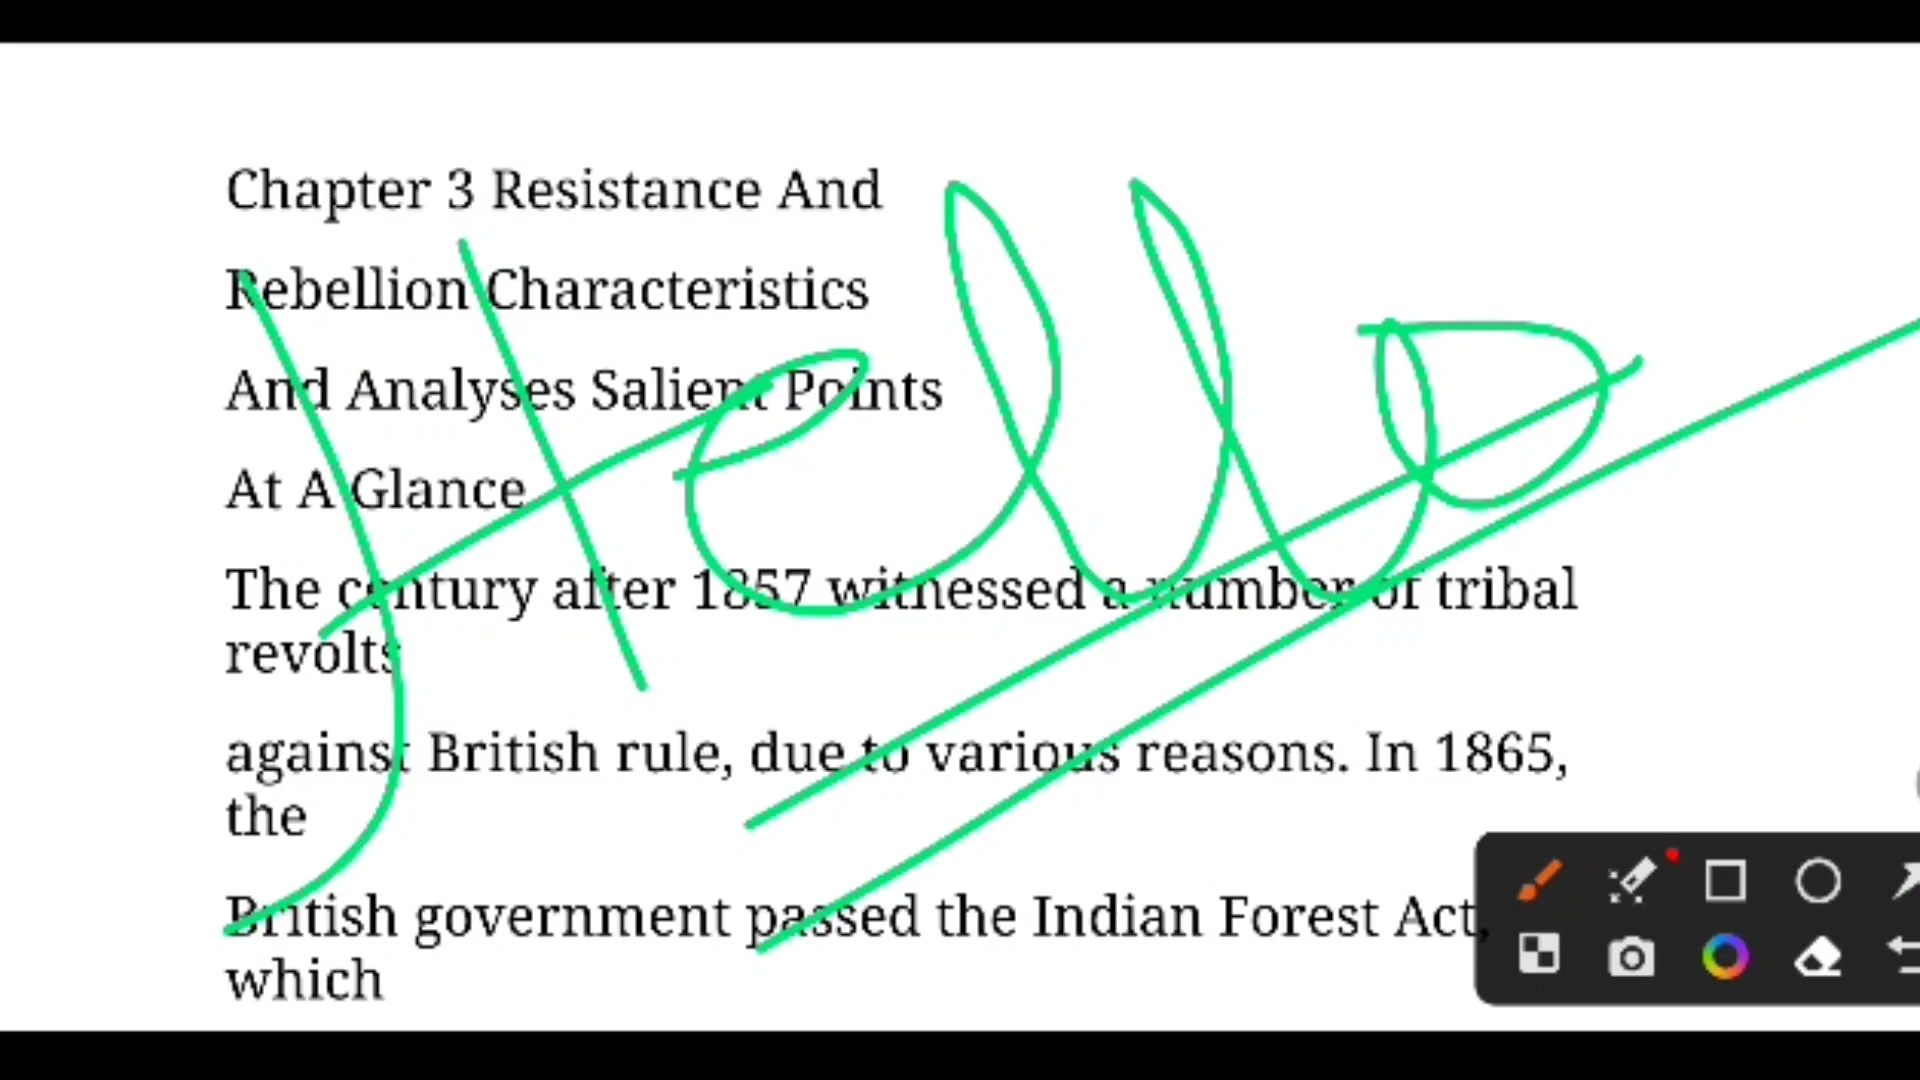 Chapter 3 Resistance And
Rebellion Characteristics
And Analyses Salient Points
At A Glance
The century after 1857 witnessed a number of tribal
revolts
against British rule, due to various reasons. In 1865,
the
British government passed the Indian Forest Act,
which
Hello